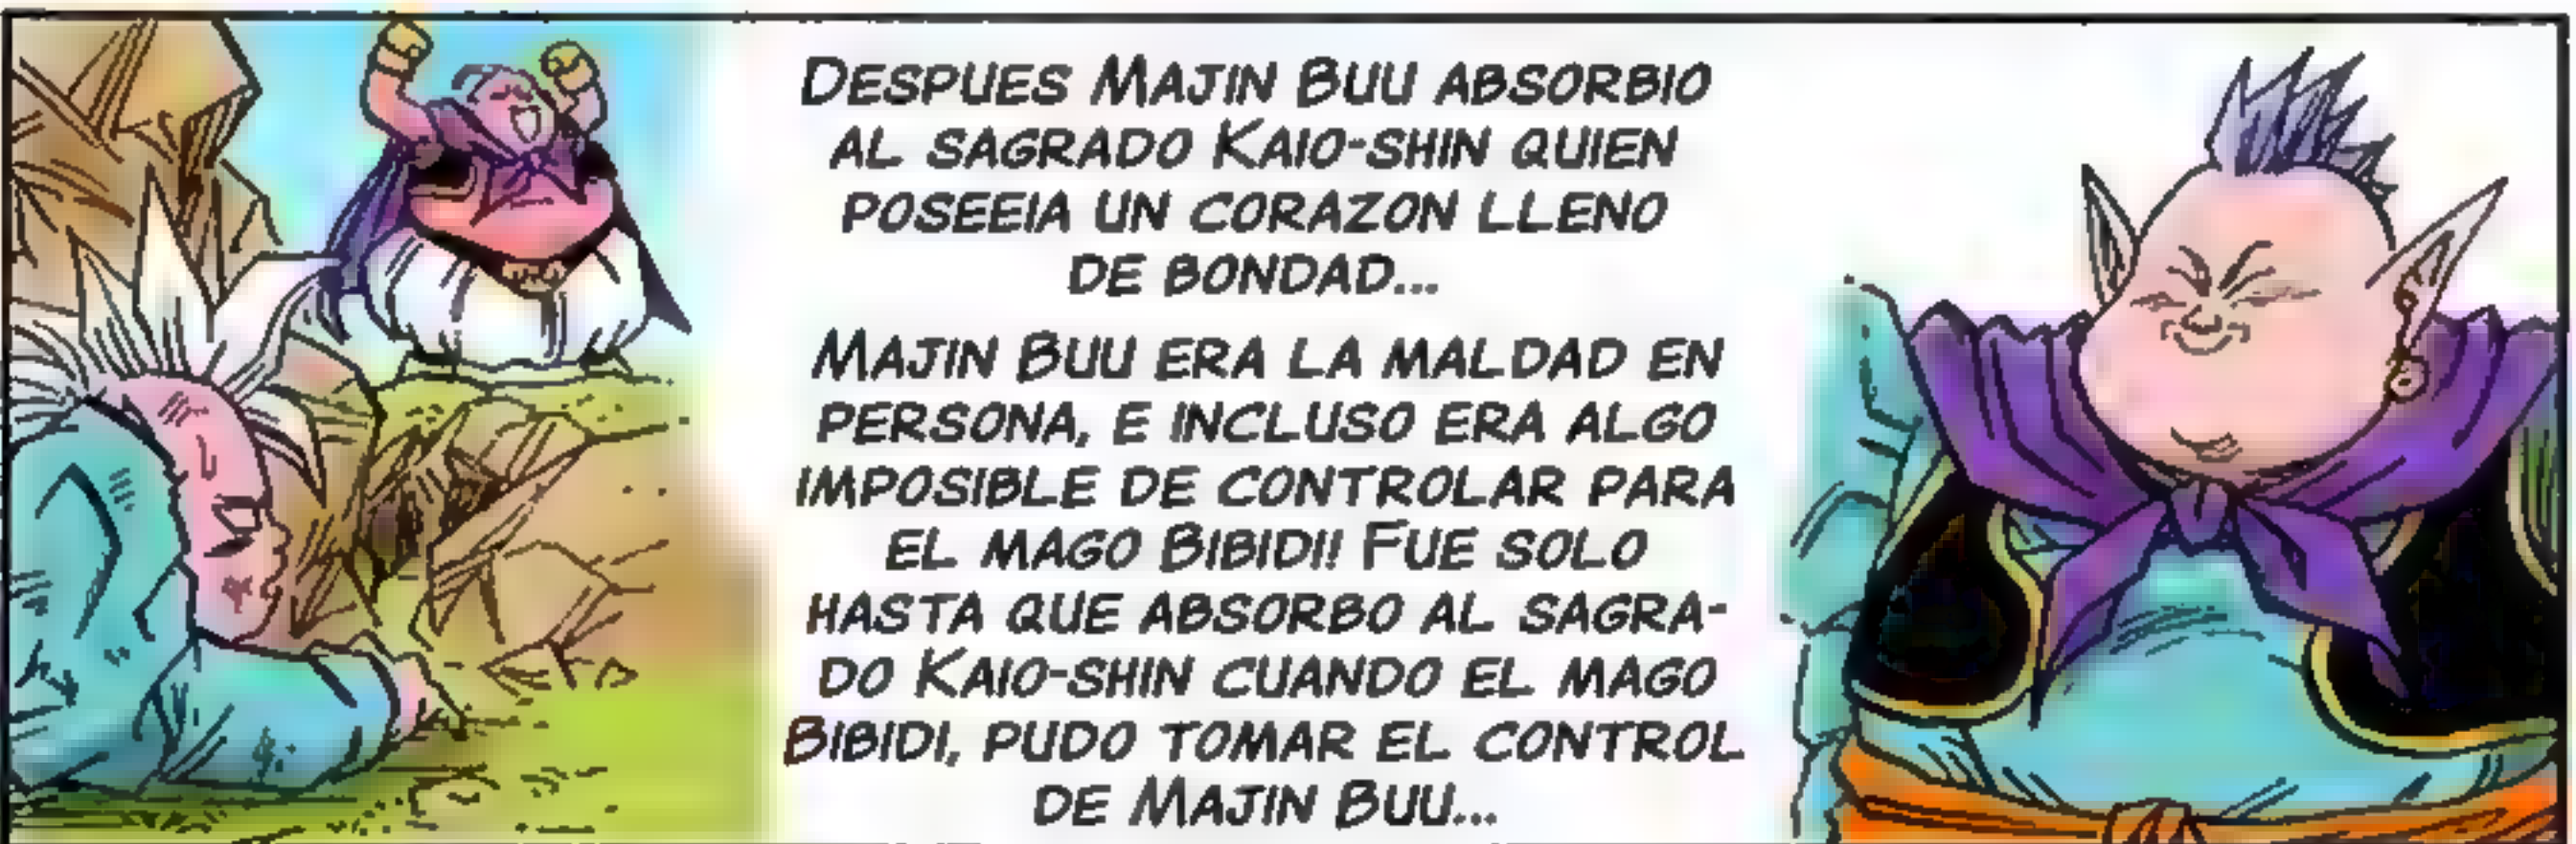 DESPUES MAJIN BUU ABSORBIO
AL SAGRADO KAIO-SHIN QUIEN
POSEEIA UN CORAZON LLENO
DE BONDAD...
MAJIN BUU ERA LA MALDAD EN
PERSONA, E INCLUSO ERA ALGO
IMPOSIBLE DE CONTROLAR PARA
EL MAGO BIBIDI!! FUE SOLO
HASTA QUE ABSORBO AL SAGRA-
DO KAIO-SHIN CUANDO EL MAGO
BIBIDI, PUDO TOMAR EL CONTROL
DE MAJIN BUU...